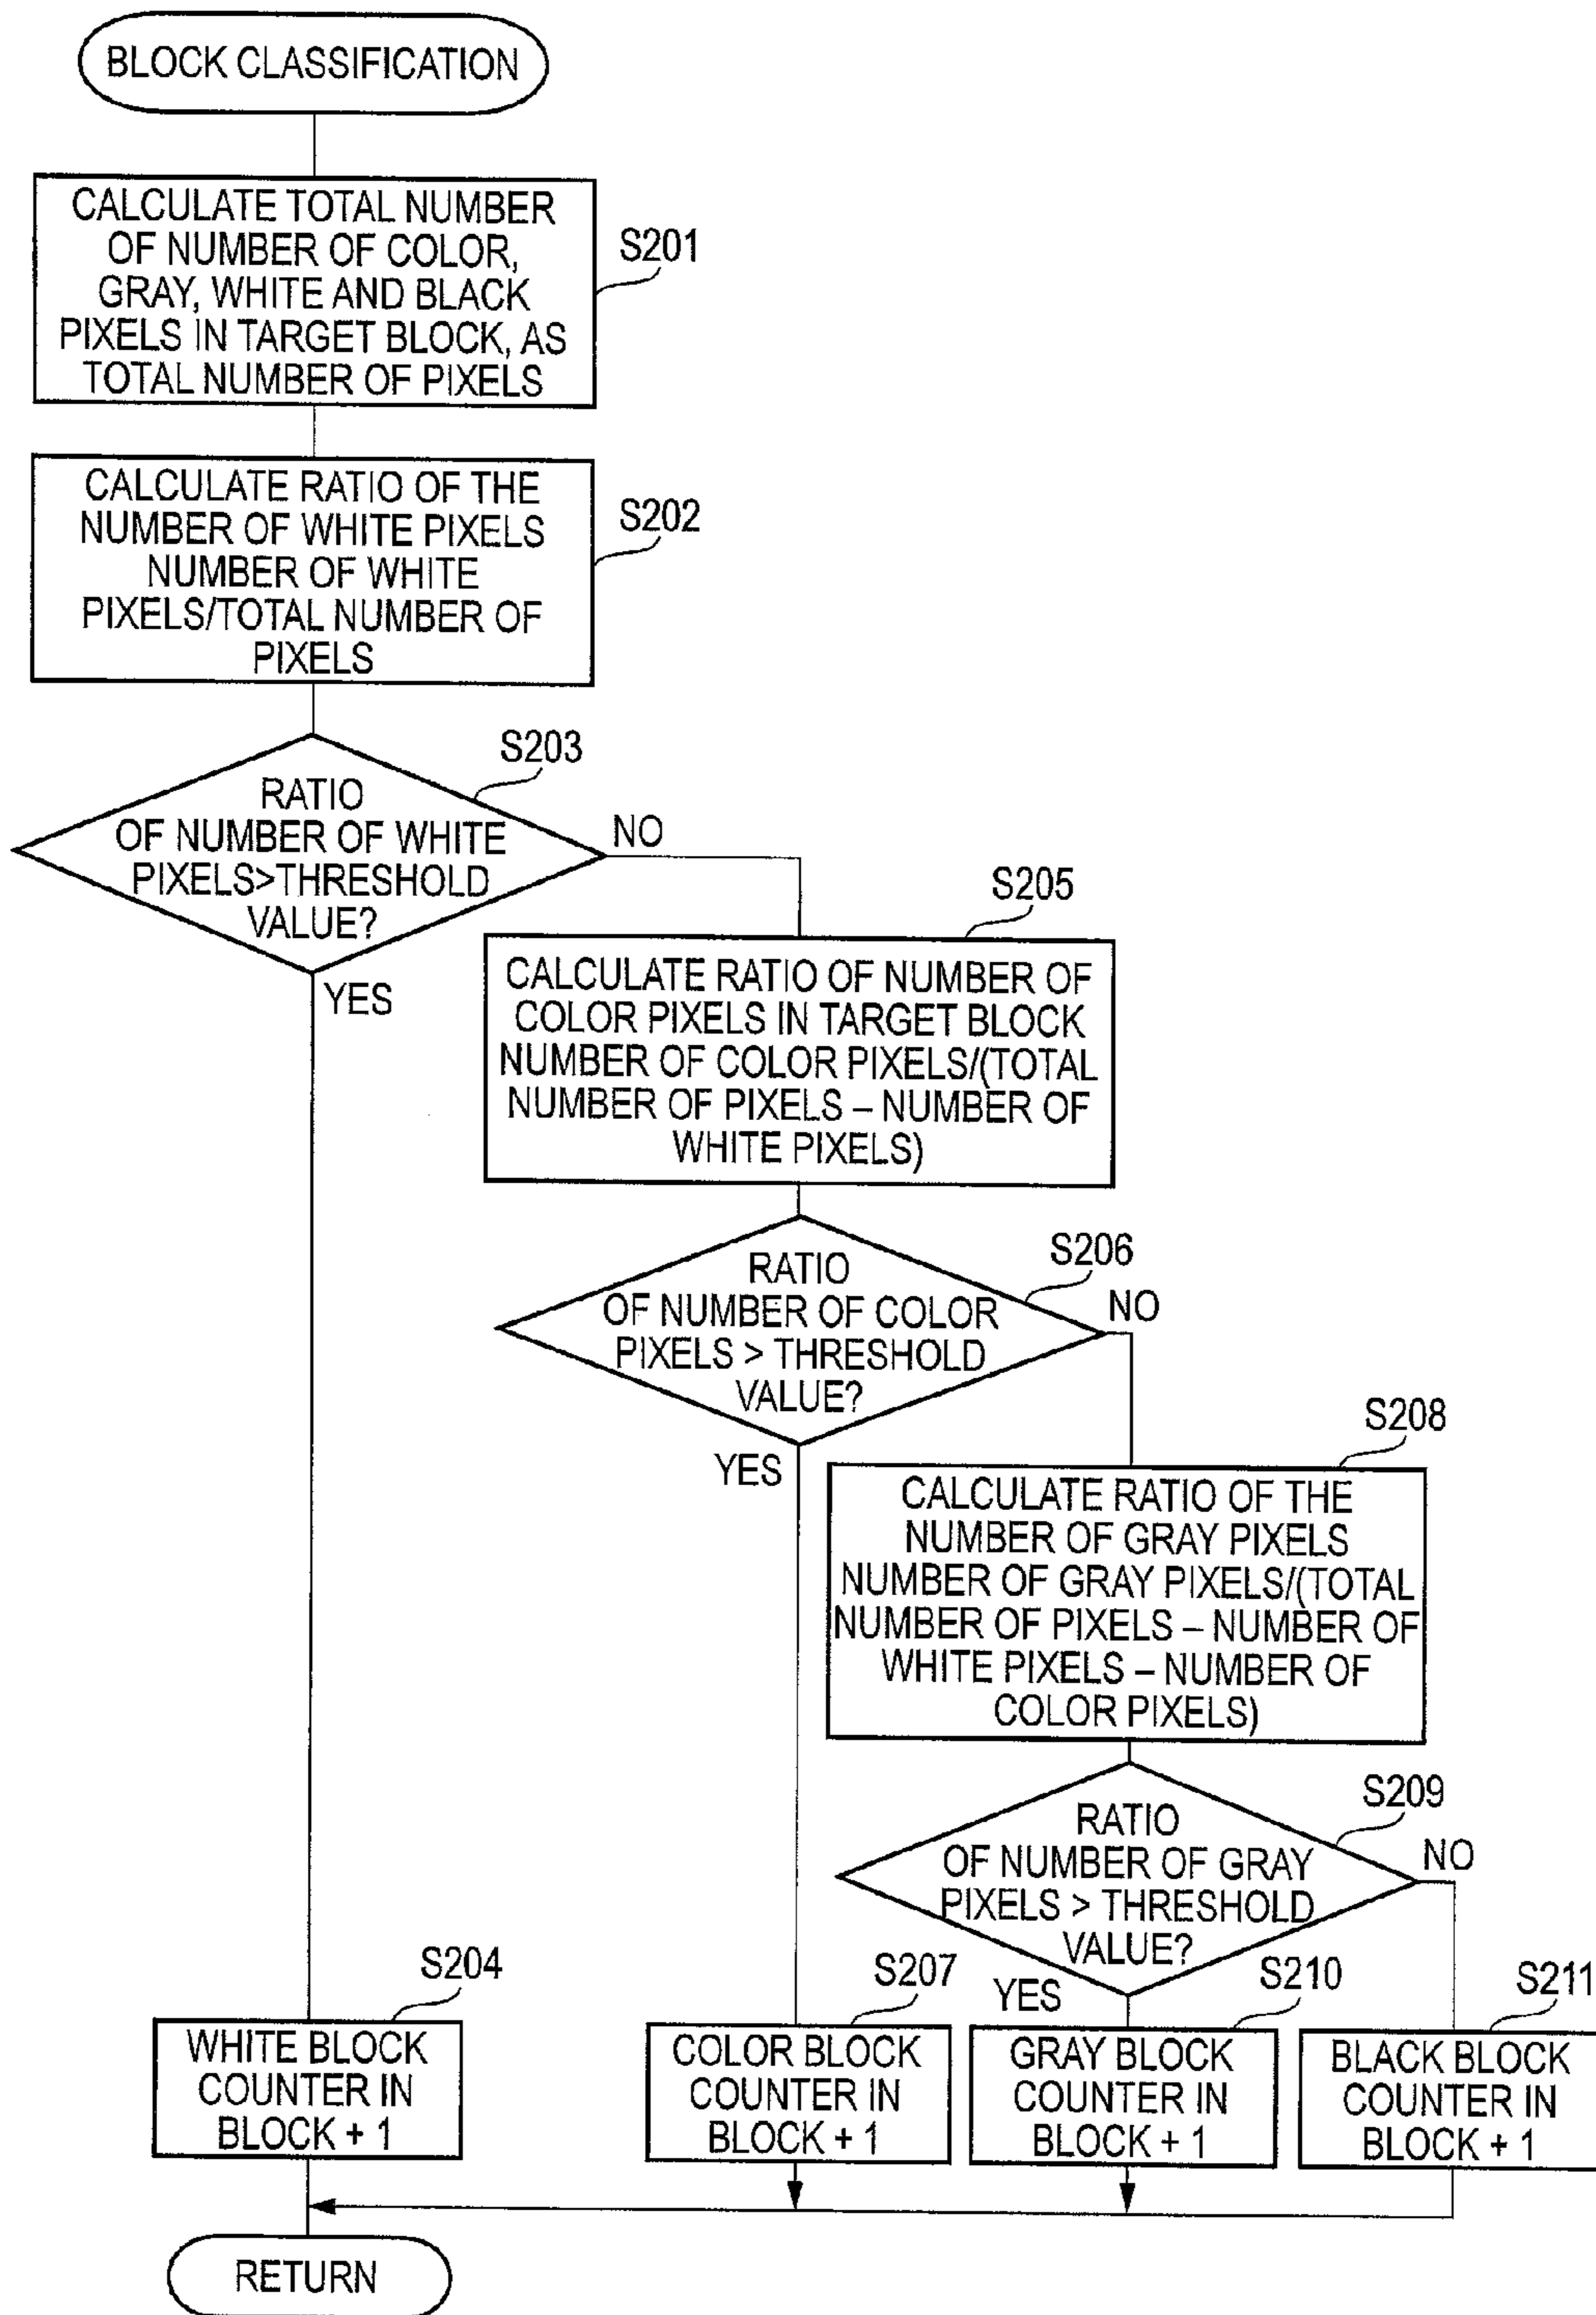 BLOCK CLASSIFICATION
CALCULATE TOTAL NUMBER
OF NUMBER OF COLOR,
GRAY, WHITE AND BLACK
PIXELS IN TARGET BLOCK, AS
TOTAL NUMBER OF PIXELS
S201
CALCULATE RATIO OF THE
NUMBER OF WHITE PIXELS
NUMBER OF WHITE
PIXELS/TOTAL NUMBER OF
PIXELS
S202
S203
RATIO
OF NUMBER OF WHITE
PIXELS>THRESHOLD
VALUE?
NO
YES
S205
CALCULATE RATIO OF NUMBER OF
COLOR PIXELS IN TARGET BLOCK
NUMBER OF COLOR PIXELS/(TOTAL
NUMBER OF PIXELS – NUMBER OF
WHITE PIXELS)
S206
RATIO
OF NUMBER OF COLOR
PIXELS > THRESHOLD
VALUE?
NO
YES
S208
CALCULATE RATIO OF THE
NUMBER OF GRAY PIXELS
NUMBER OF GRAY PIXELS/(TOTAL
NUMBER OF PIXELS – NUMBER OF
WHITE PIXELS – NUMBER OF
COLOR PIXELS)
S209
RATIO
OF NUMBER OF GRAY
PIXELS > THRESHOLD
VALUE?
NO
YES
S204
WHITE BLOCK
COUNTER IN
BLOCK + 1
S207
COLOR BLOCK
COUNTER IN
BLOCK + 1
S210
GRAY BLOCK
COUNTER IN
BLOCK + 1
S211
BLACK BLOCK
COUNTER IN
BLOCK + 1
RETURN